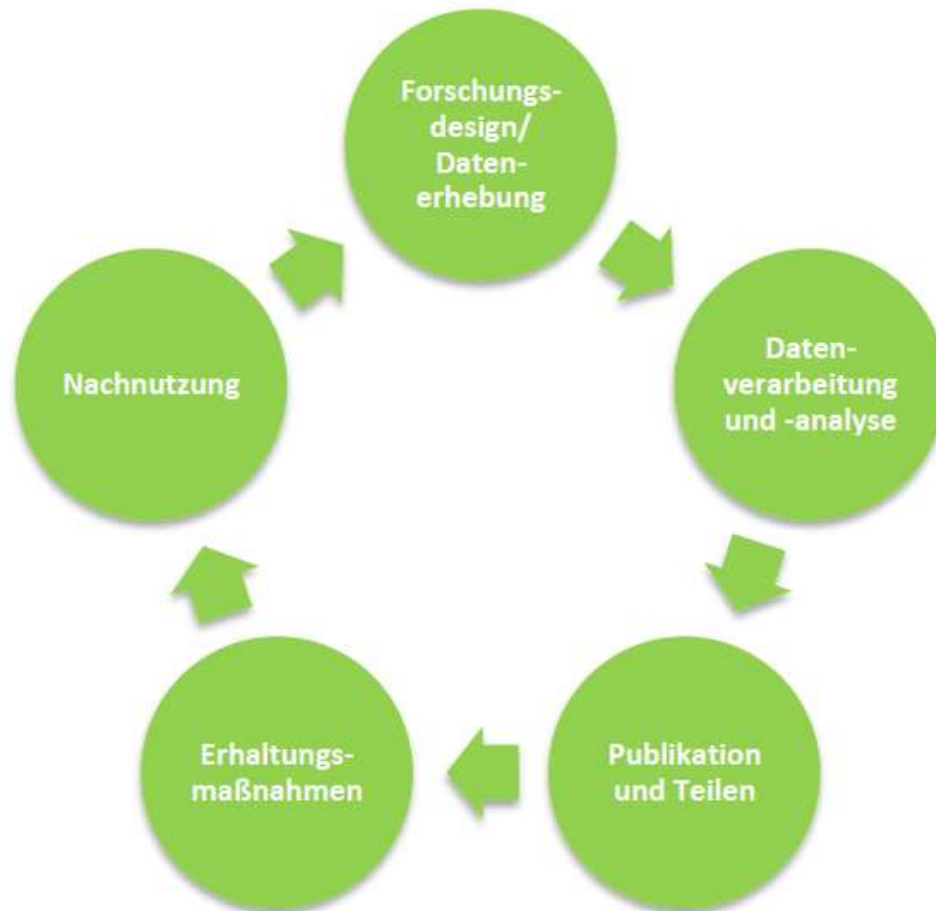 Forschungs-
design/
Daten-
erhebung
Daten-
verarbeitung
und -analyse
Publikation
und Teilen
Erhaltungs-
maßnahmen
Nachnutzung